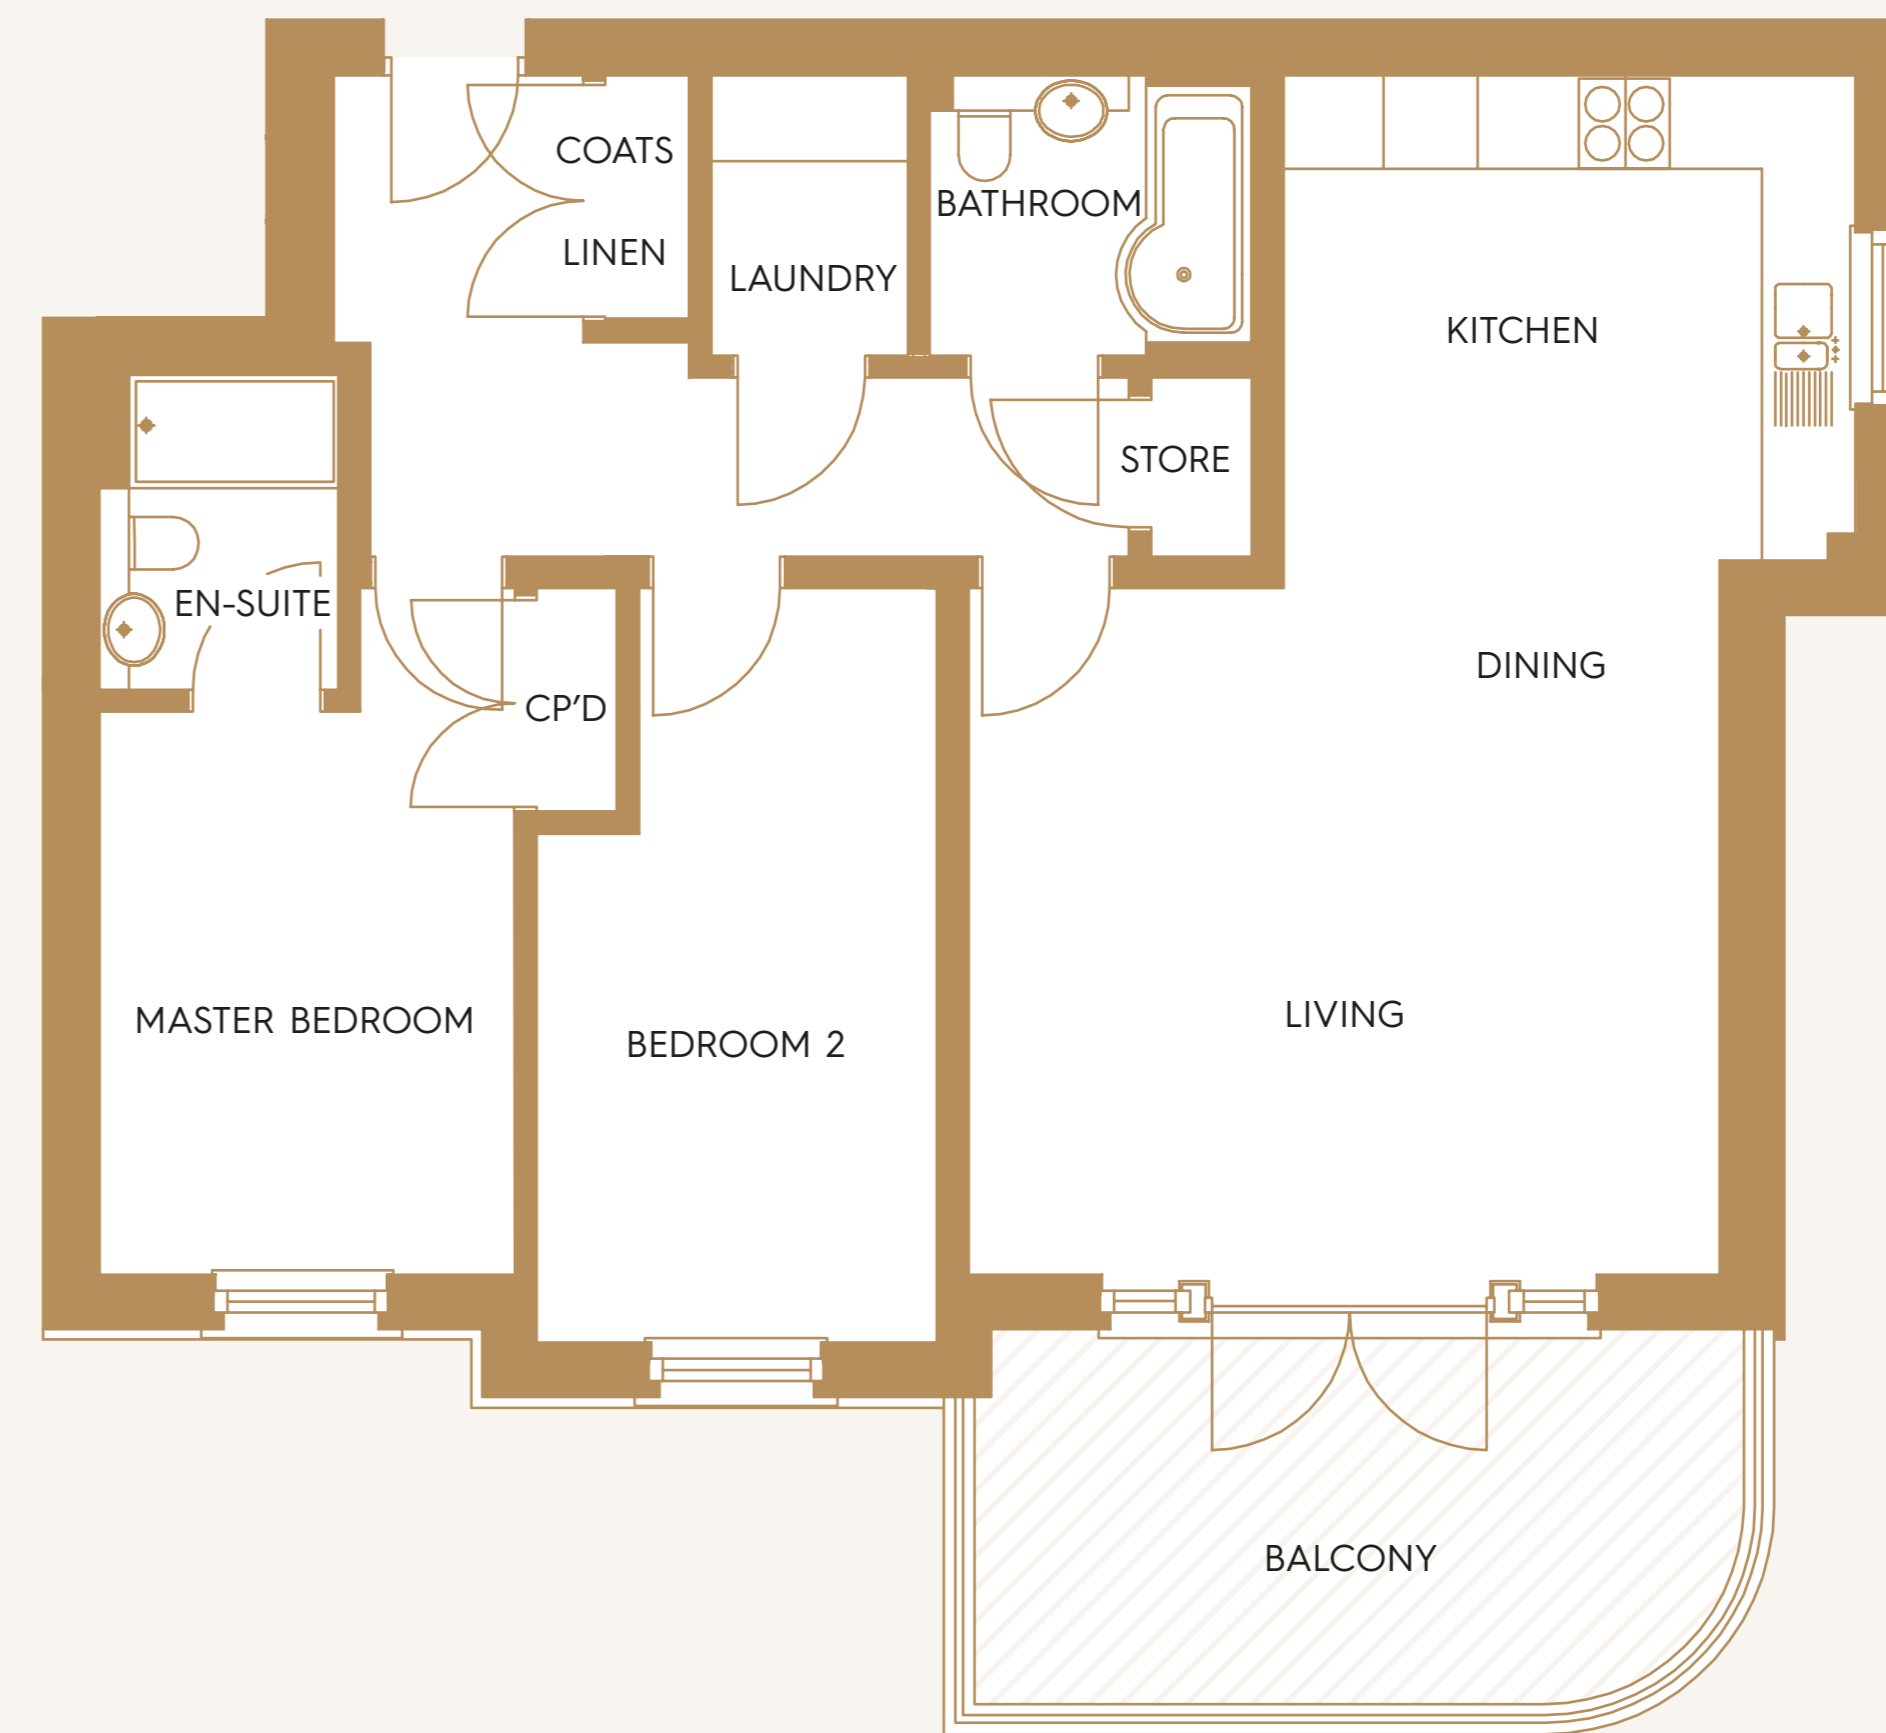 COATS
LINEN
LAUNDRY
BATHROOM
KITCHEN
STORE
EN-SUITE
CP'D
DINING
MASTER BEDROOM
BEDROOM 2
LIVING
BALCONY